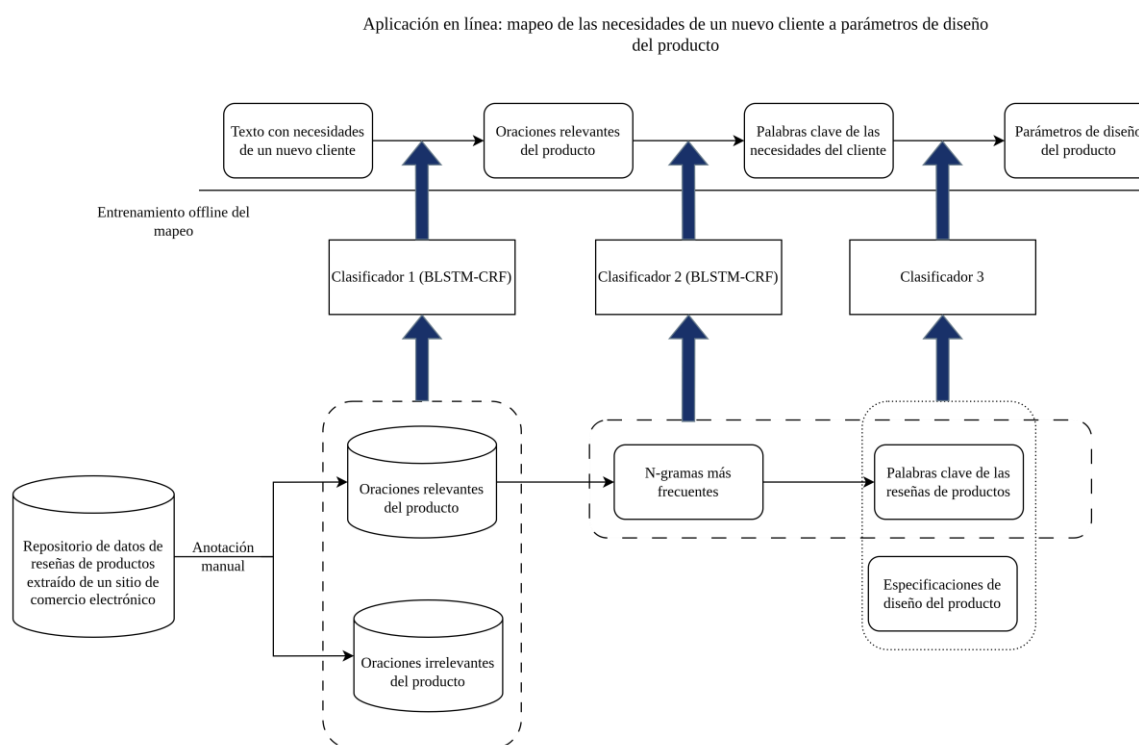 Aplicación en línea: mapeo de las necesidades de un nuevo cliente a parámetros de diseño
del producto
Texto con necesidades
de un nuevo cliente
Oraciones relevantes
del producto
Palabras clave de las
necesidades del cliente
Parámetros de diseño
del producto
Entrenamiento offline del
mapeo
Clasificador 1 (BLSTM-CRF)
Clasificador 2 (BLSTM-CRF)
Clasificador 3
Repositorio de datos de
reseñas de productos
extraído de un sitio de
comercio electrónico
Anotación
manual
Oraciones relevantes
del producto
N-gramas más
frecuentes
Palabras clave de las
reseñas de productos
Especificaciones de
diseño del producto
Oraciones irrelevantes
del producto